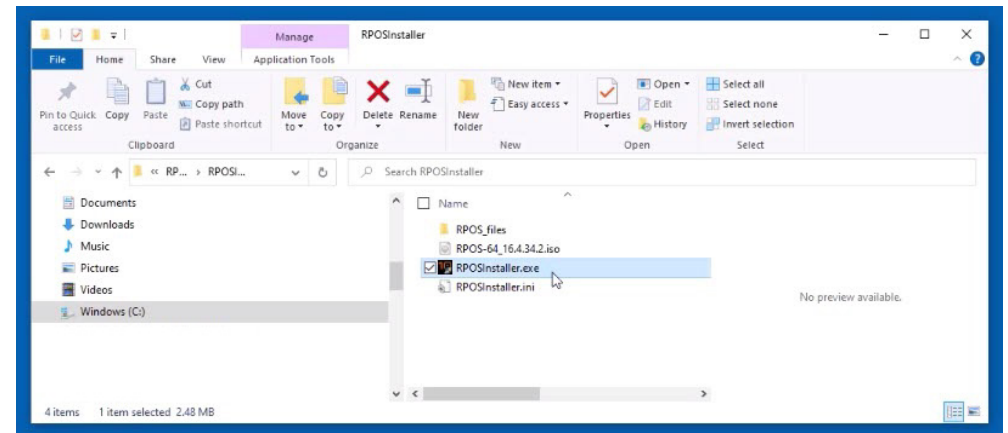 Manage
RPOSInstaller
File
Home
Share
View
Application Tools
Pin to Quick
access
Copy
Paste
Cut
Copy path
Paste shortcut
Clipboard
Move
to
Copy
to
Delete
Rename
Organize
New
folder
New item
Easy access
New
Properties
Open
Edit
History
Open
Select all
Select none
Invert selection
Select
« RP... › RPOSI...
Search RPOSInstaller
Documents
Downloads
Music
Pictures
Videos
Windows (C:)
Name
RPOS_files
RPOS-64_16.4.34.2.iso
RPOSInstaller.exe
RPOSInstaller.ini
No preview available.
4 items 1 item selected 2.48 MB